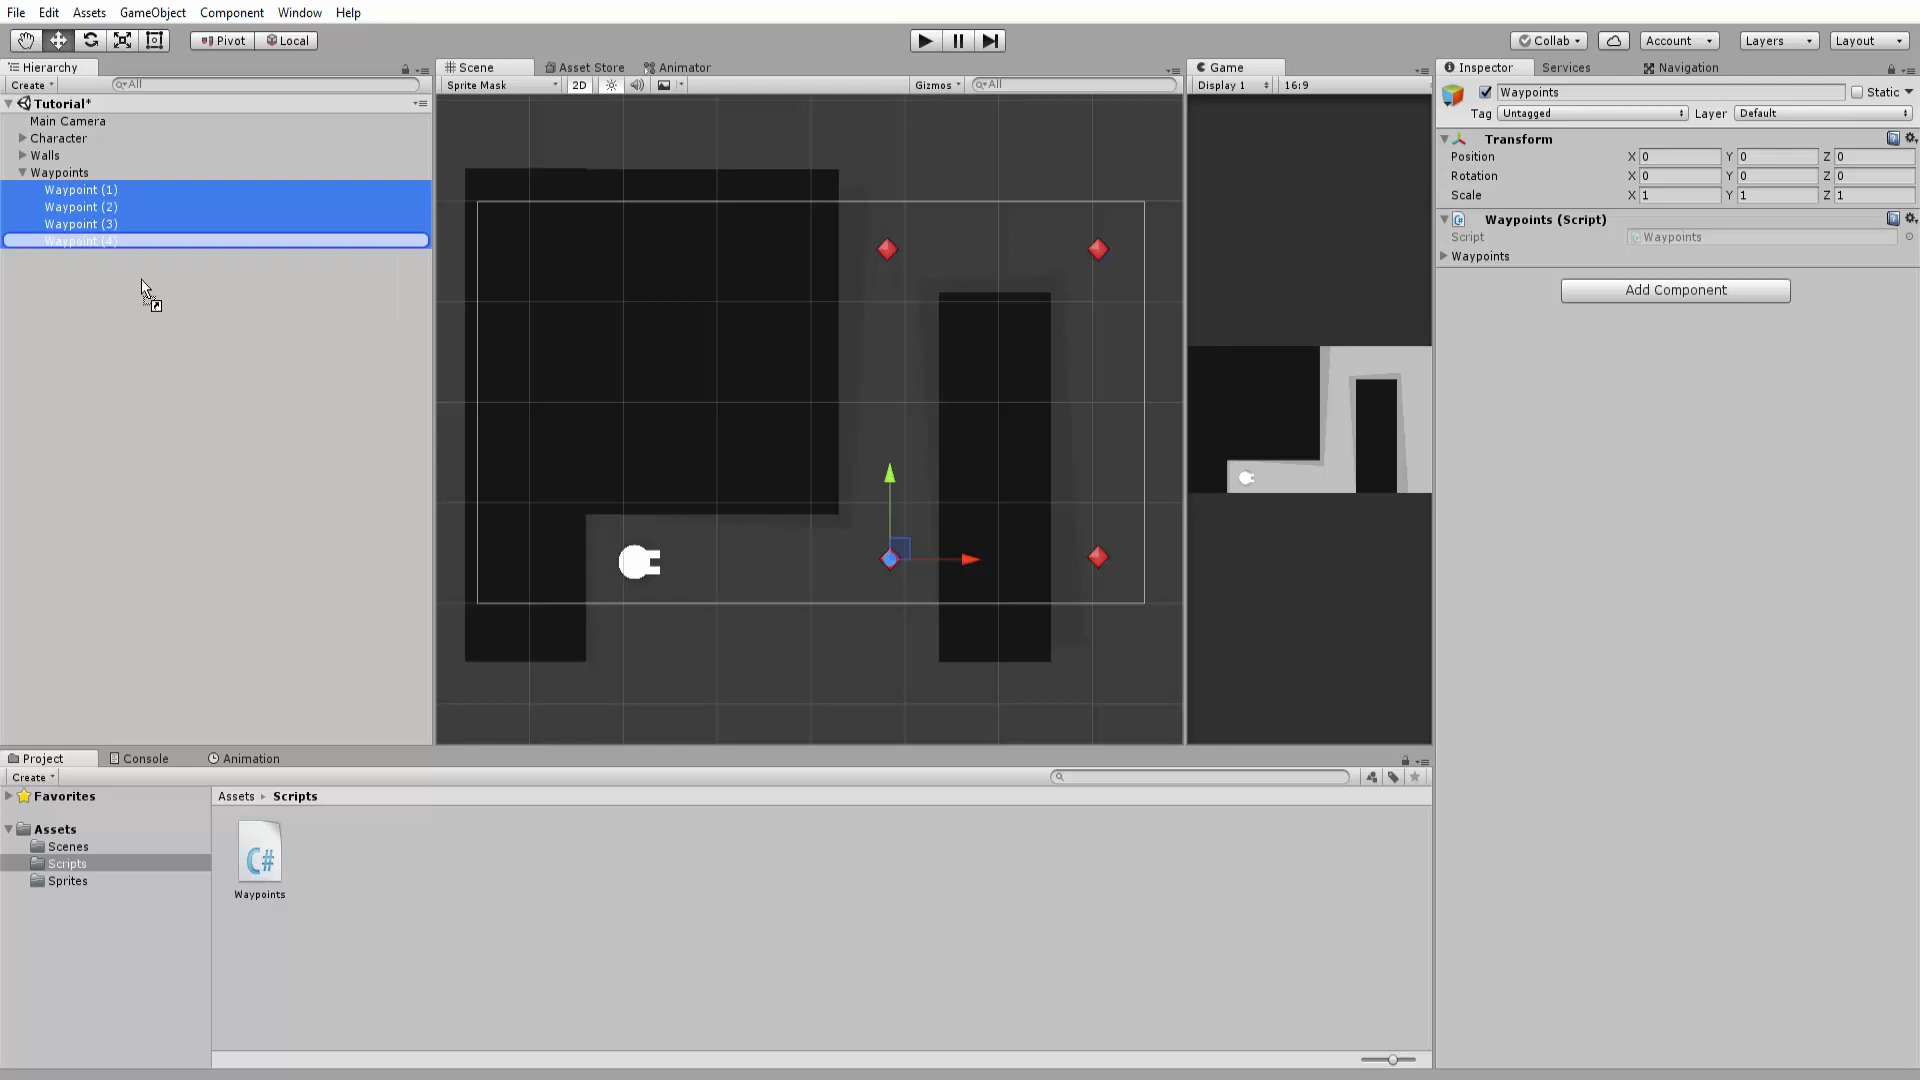 File Edit Assets GameObject Component Window Help
Pivot Local Collab Account Layers Layout
Hierarchy
Create All
Tutorial*
Main Camera
Character
Walls
Waypoints
Waypoint (1)
Waypoint (2)
Waypoint (3)
Waypoint (4)
Scene Asset Store Animator
Sprite Mask 2D Gizmos All
Game
Display 1 16:9
Inspector Services Navigation
Waypoints Static
Tag Untagged Layer Default
Transform
Position X 0 Y 0 Z 0
Rotation X 0 Y 0 Z 0
Scale X 1 Y 1 Z 1
Waypoints (Script)
Script Waypoints
Waypoints
Add Component
Project Console Animation
Create
Favorites
Assets
Scenes
Scripts
Sprites
Assets Scripts
C#
Waypoints